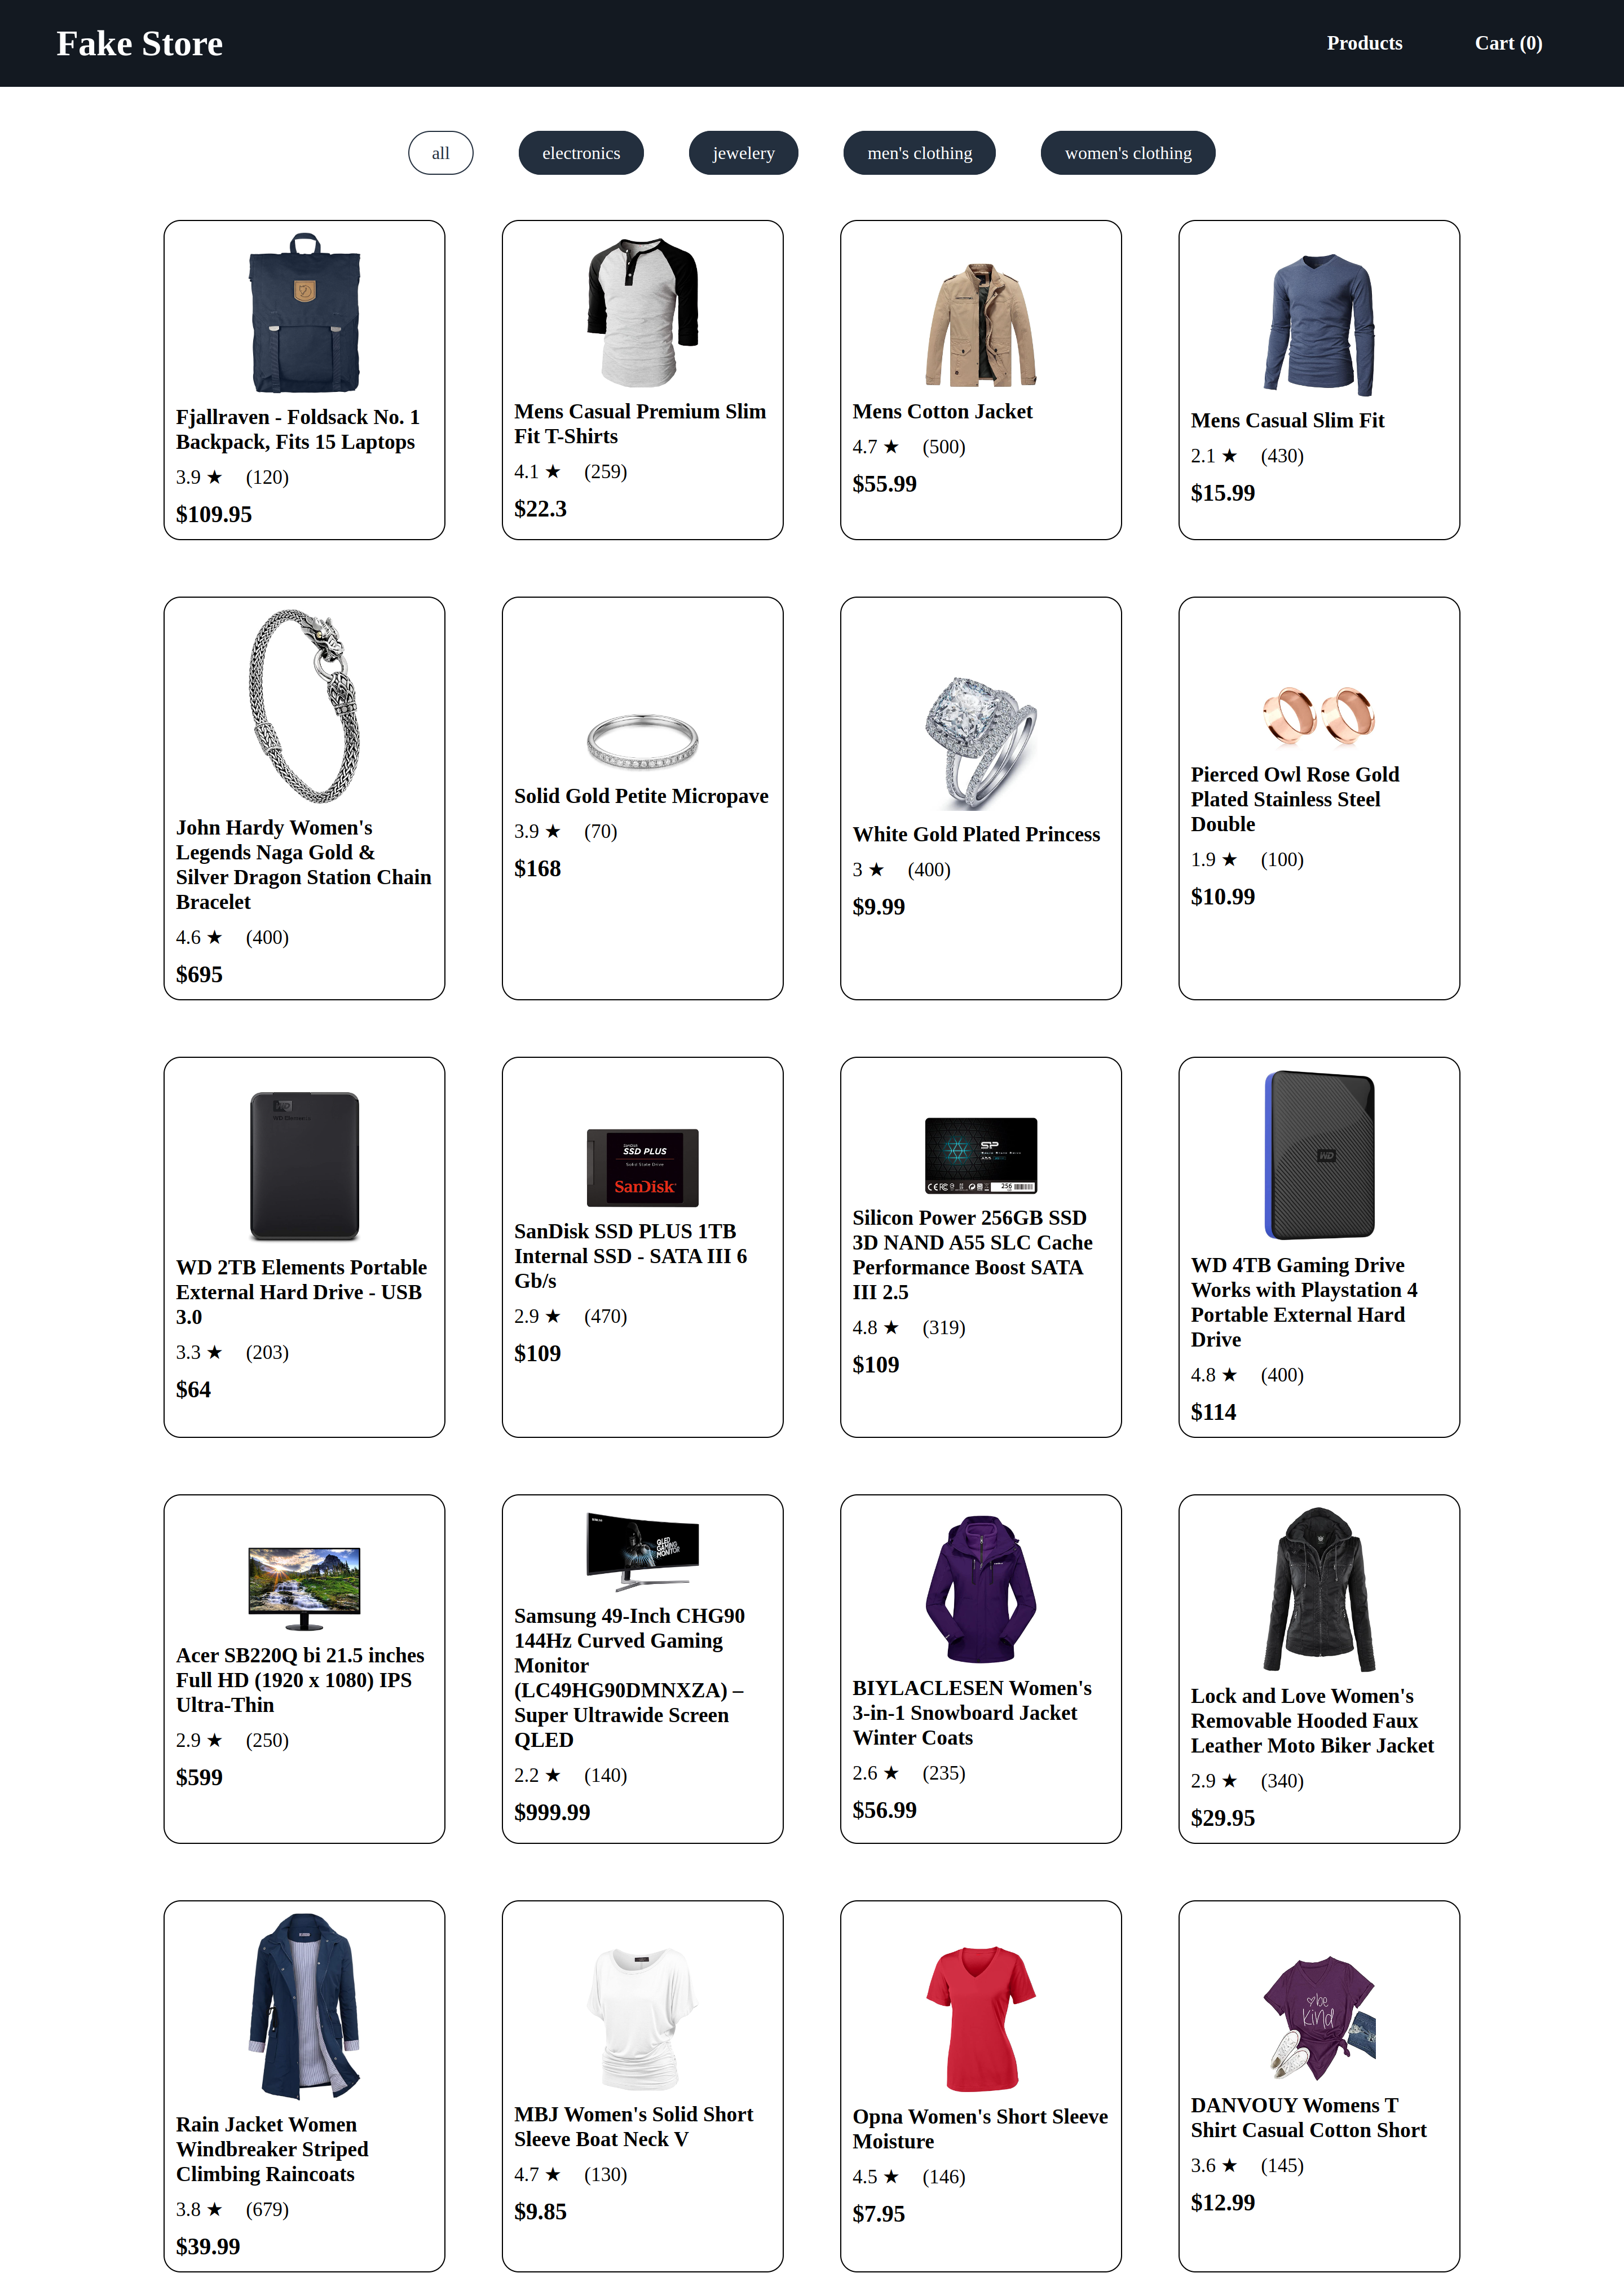 Fake Store
Products
Cart (0)
all
electronics
jewelery
men's clothing
women's clothing
Fjallraven - Foldsack No. 1
Backpack, Fits 15 Laptops
3.9 ★ (120)
$109.95
Mens Casual Premium Slim
Fit T-Shirts
4.1 ★ (259)
$22.3
Mens Cotton Jacket
4.7 ★ (500)
$55.99
Mens Casual Slim Fit
2.1 ★ (430)
$15.99
John Hardy Women's
Legends Naga Gold &
Silver Dragon Station Chain
Bracelet
4.6 ★ (400)
$695
Solid Gold Petite Micropave
3.9 ★ (70)
$168
White Gold Plated Princess
3 ★ (400)
$9.99
Pierced Owl Rose Gold
Plated Stainless Steel
Double
1.9 ★ (100)
$10.99
WD
WD 2TB Elements Portable
External Hard Drive - USB
3.0
3.3 ★ (203)
$64
SanDisk
SSD PLUS
Solid State Drive
SanDisk
SanDisk SSD PLUS 1TB
Internal SSD - SATA III 6
Gb/s
2.9 ★ (470)
$109
SP
256
Silicon Power 256GB SSD
3D NAND A55 SLC Cache
Performance Boost SATA
III 2.5
4.8 ★ (319)
$109
WD
WD 4TB Gaming Drive
Works with Playstation 4
Portable External Hard
Drive
4.8 ★ (400)
$114
Acer SB220Q bi 21.5 inches
Full HD (1920 x 1080) IPS
Ultra-Thin
2.9 ★ (250)
$599
QLED
GAMING
MONITOR
Samsung 49-Inch CHG90
144Hz Curved Gaming
Monitor
(LC49HG90DMNXZA) –
Super Ultrawide Screen
QLED
2.2 ★ (140)
$999.99
BIYLACLESEN Women's
3-in-1 Snowboard Jacket
Winter Coats
2.6 ★ (235)
$56.99
Lock and Love Women's
Removable Hooded Faux
Leather Moto Biker Jacket
2.9 ★ (340)
$29.95
Rain Jacket Women
Windbreaker Striped
Climbing Raincoats
3.8 ★ (679)
$39.99
MBJ Women's Solid Short
Sleeve Boat Neck V
4.7 ★ (130)
$9.85
Opna Women's Short Sleeve
Moisture
4.5 ★ (146)
$7.95
be
kind
DANVOUY Womens T
Shirt Casual Cotton Short
3.6 ★ (145)
$12.99